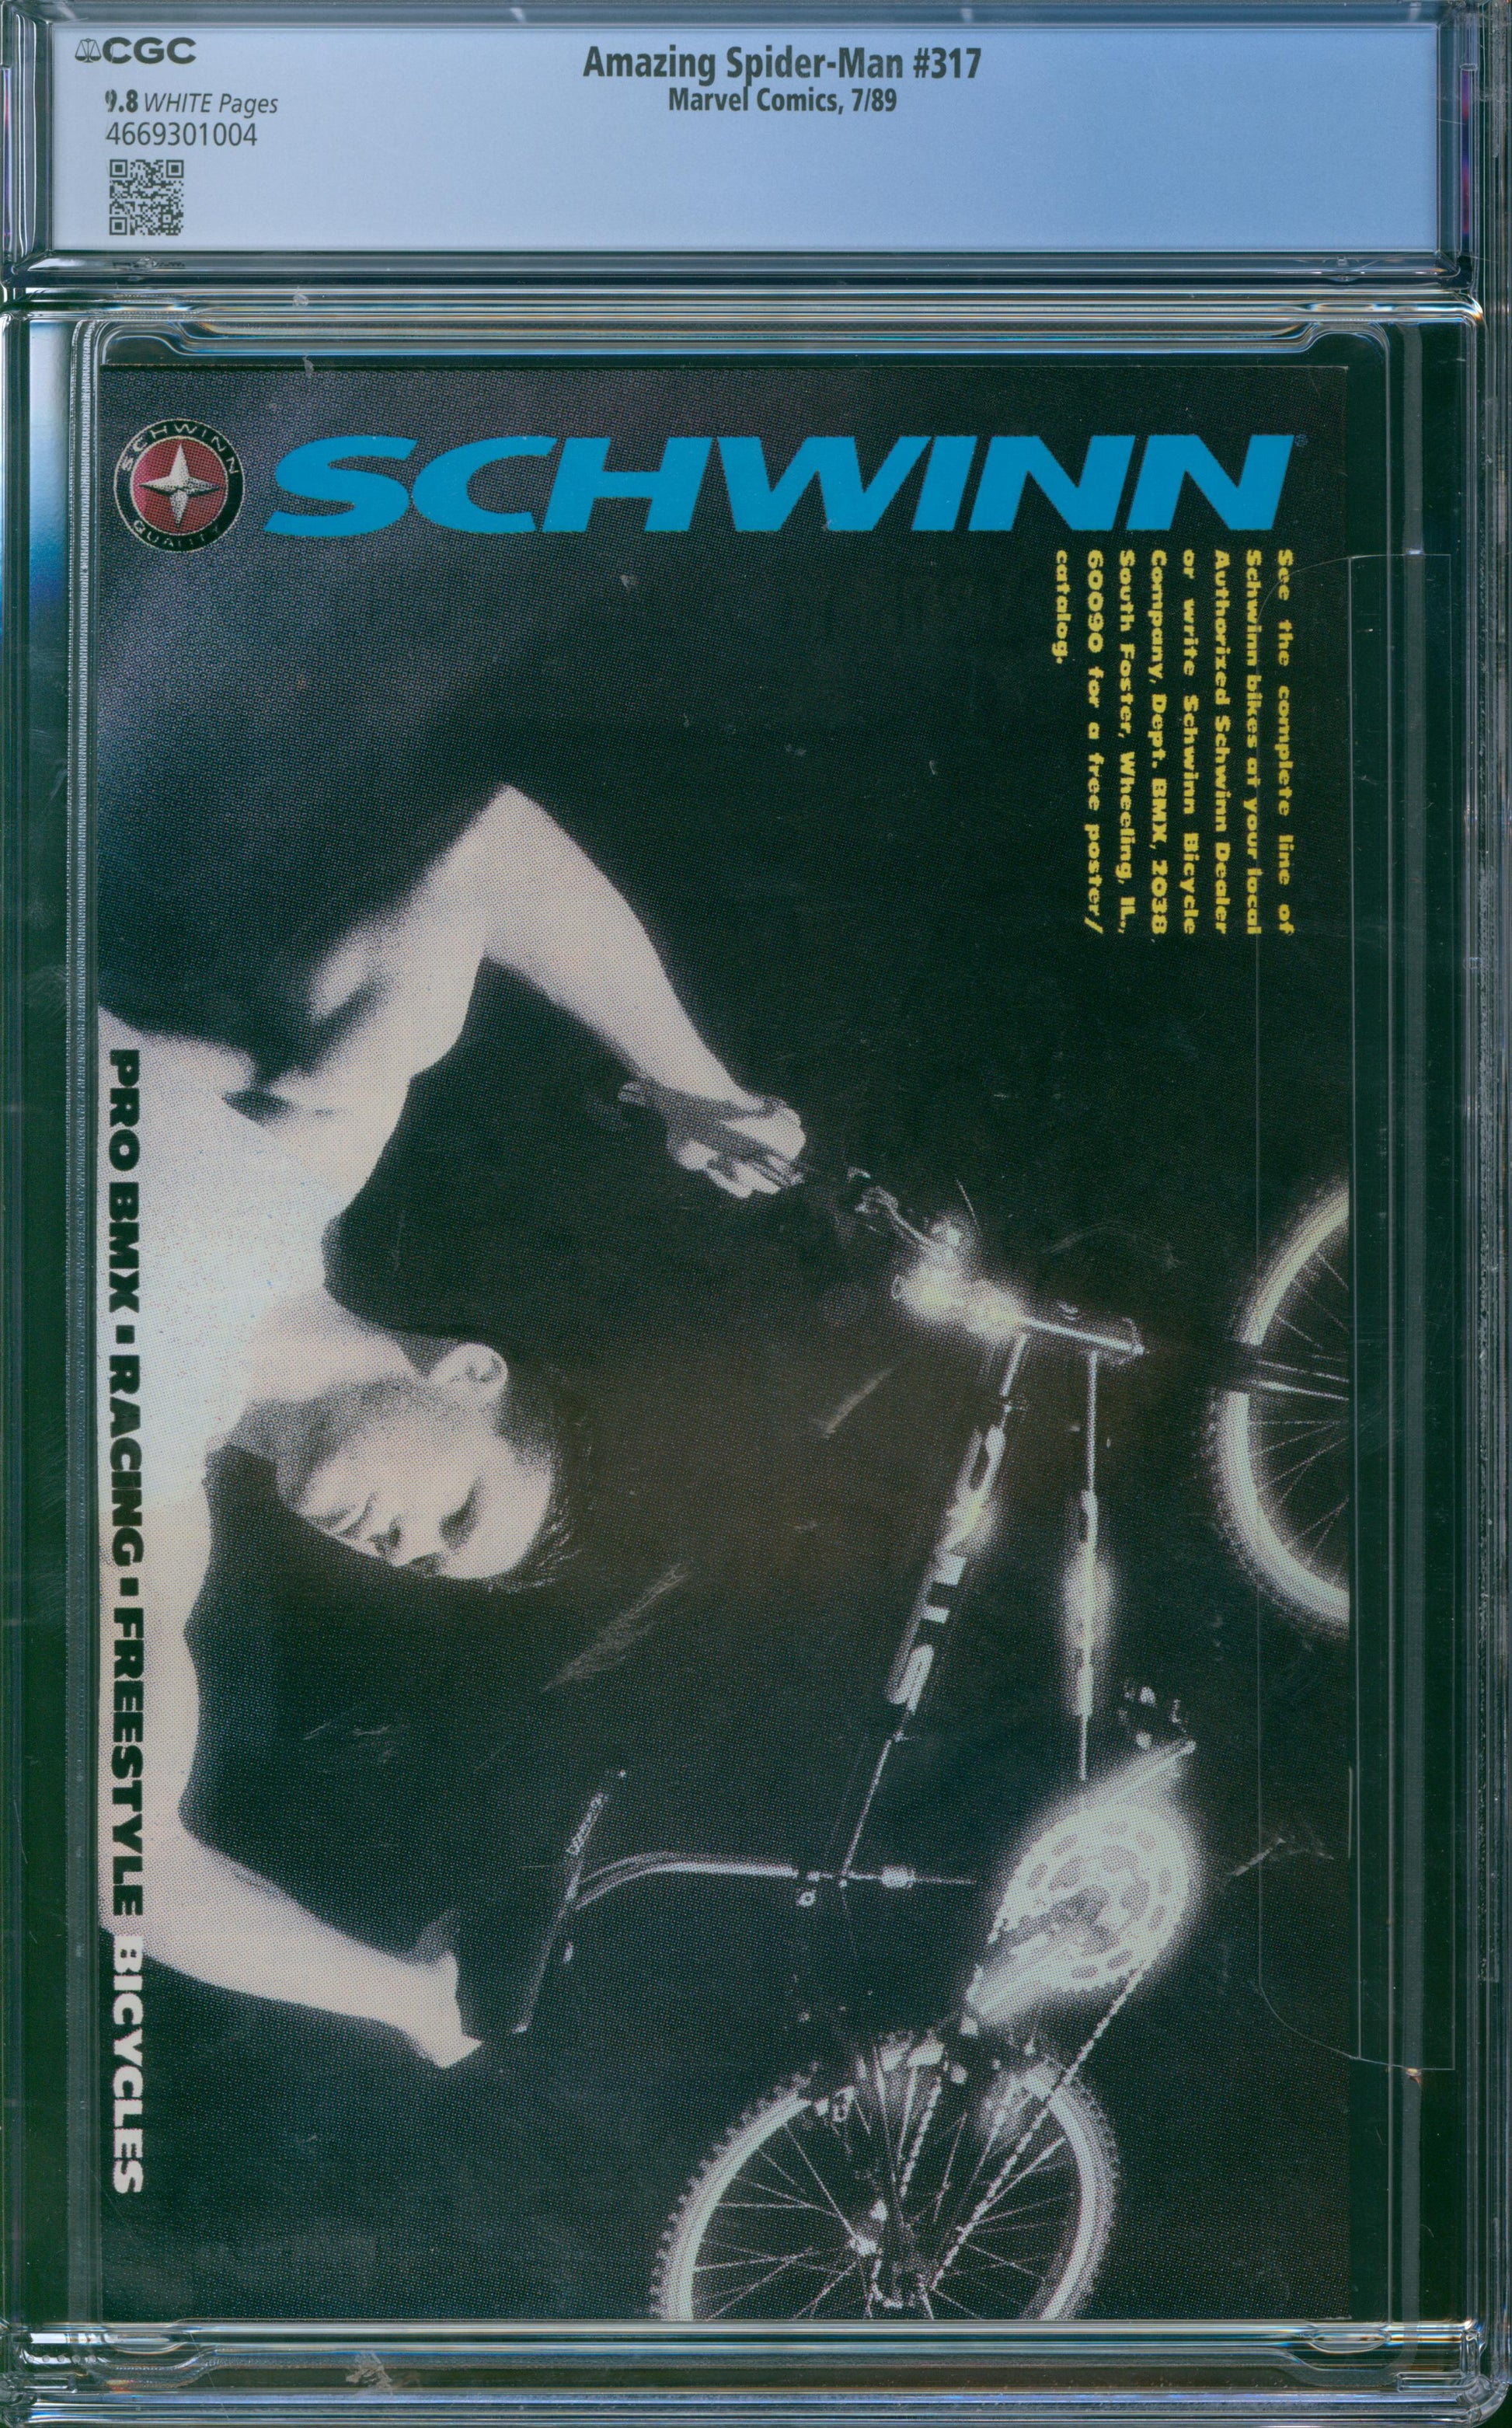 CGC
Amazing Spider-Man #317
Marvel Comics, 7/89
9.8 WHITE Pages
4669301004
SCHWINN
QUALITY
SCHWINN®
See the complete line of
Schwinn bikes at your local
Authorized Schwinn Dealer
or write Schwinn Bicycle
Company, Dept. BMX, 2038
South Foster, Wheeling, IL.,
60090 for a free poster/
catalog.
STING
PRO BMX ▪ RACING ▪ FREESTYLE BICYCLES